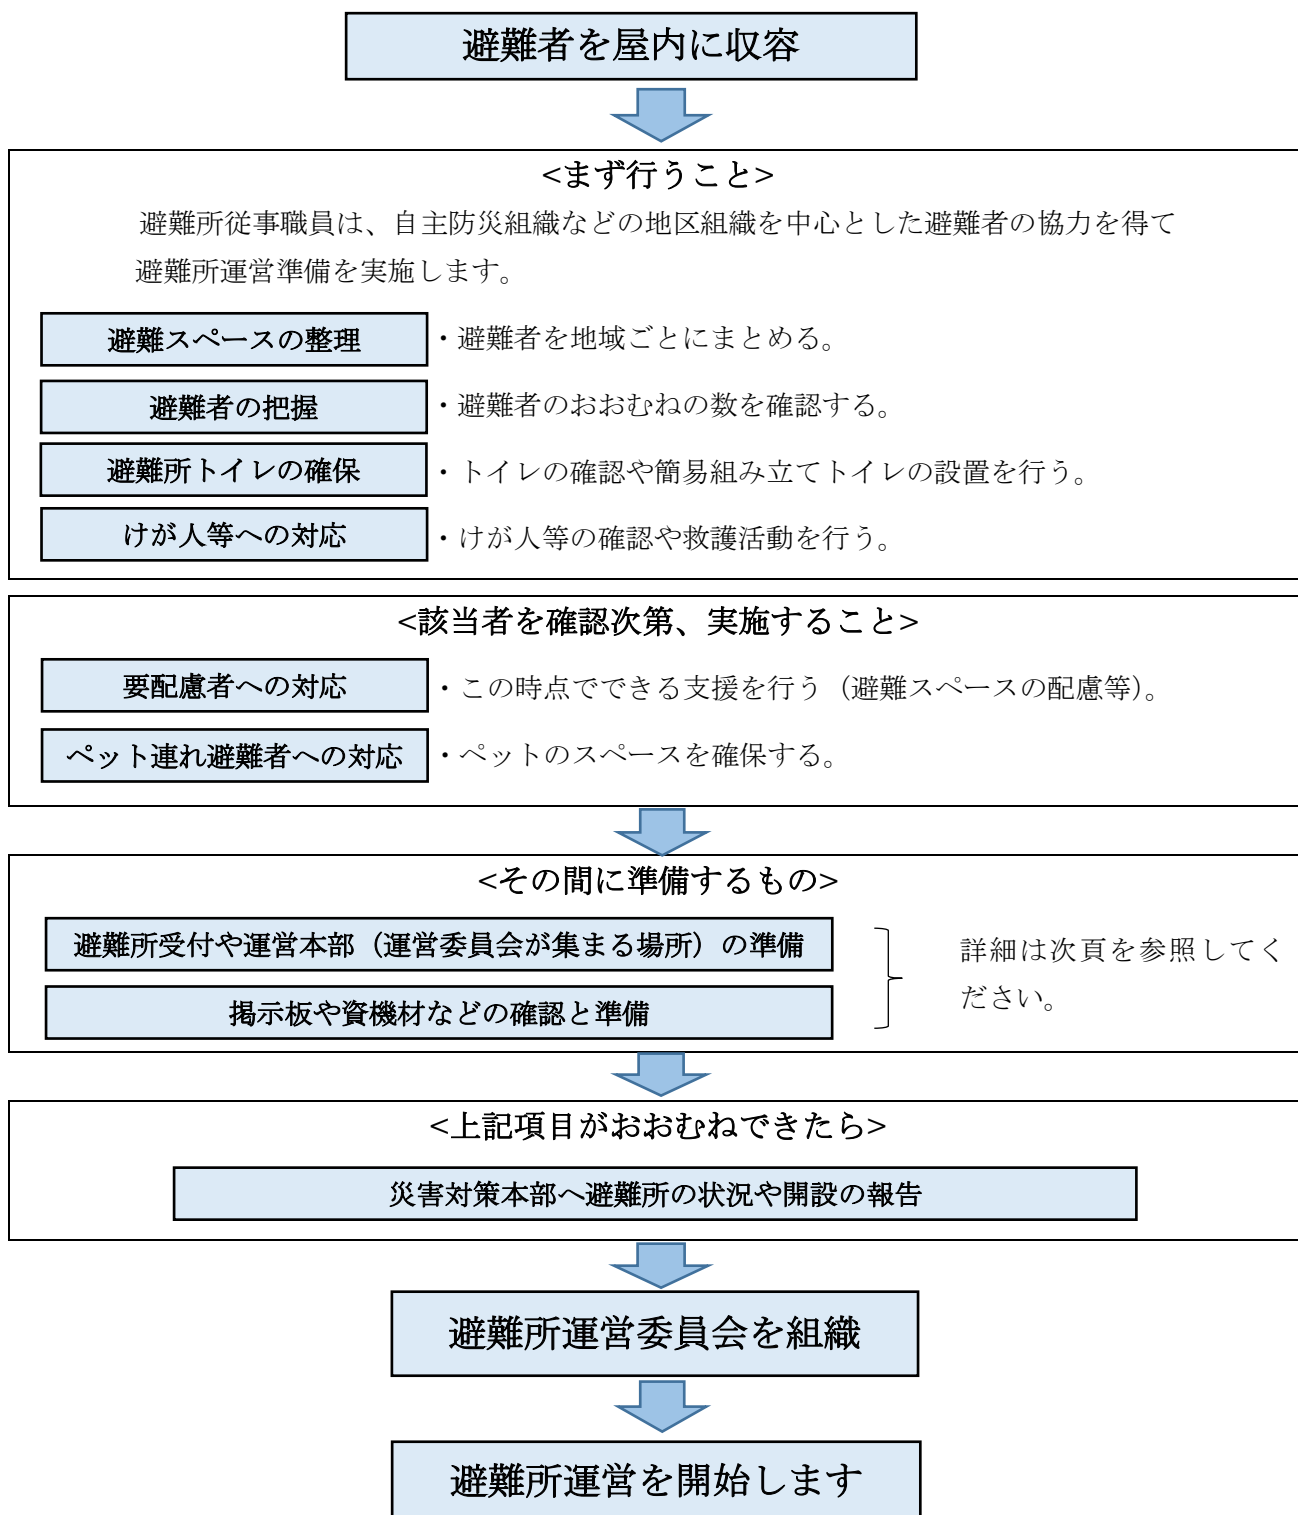 避難者を屋内に収容
<まず行うこと>
避難所従事職員は、自主防災組織などの地区組織を中心とした避難者の協力を得て
避難所運営準備を実施します。
避難スペースの整理 ・避難者を地域ごとにまとめる。
避難者の把握 ・避難者のおおむねの数を確認する。
避難所トイレの確保 ・トイレの確認や簡易組み立てトイレの設置を行う。
けが人等への対応 ・けが人等の確認や救護活動を行う。
<該当者を確認次第、実施すること>
要配慮者への対応 ・この時点でできる支援を行う（避難スペースの配慮等）。
ペット連れ避難者への対応 ・ペットのスペースを確保する。
<その間に準備するもの>
避難所受付や運営本部（運営委員会が集まる場所）の準備
掲示板や資機材などの確認と準備
詳細は次頁を参照してく
ださい。
<上記項目がおおむねできたら>
災害対策本部へ避難所の状況や開設の報告
避難所運営委員会を組織
避難所運営を開始します